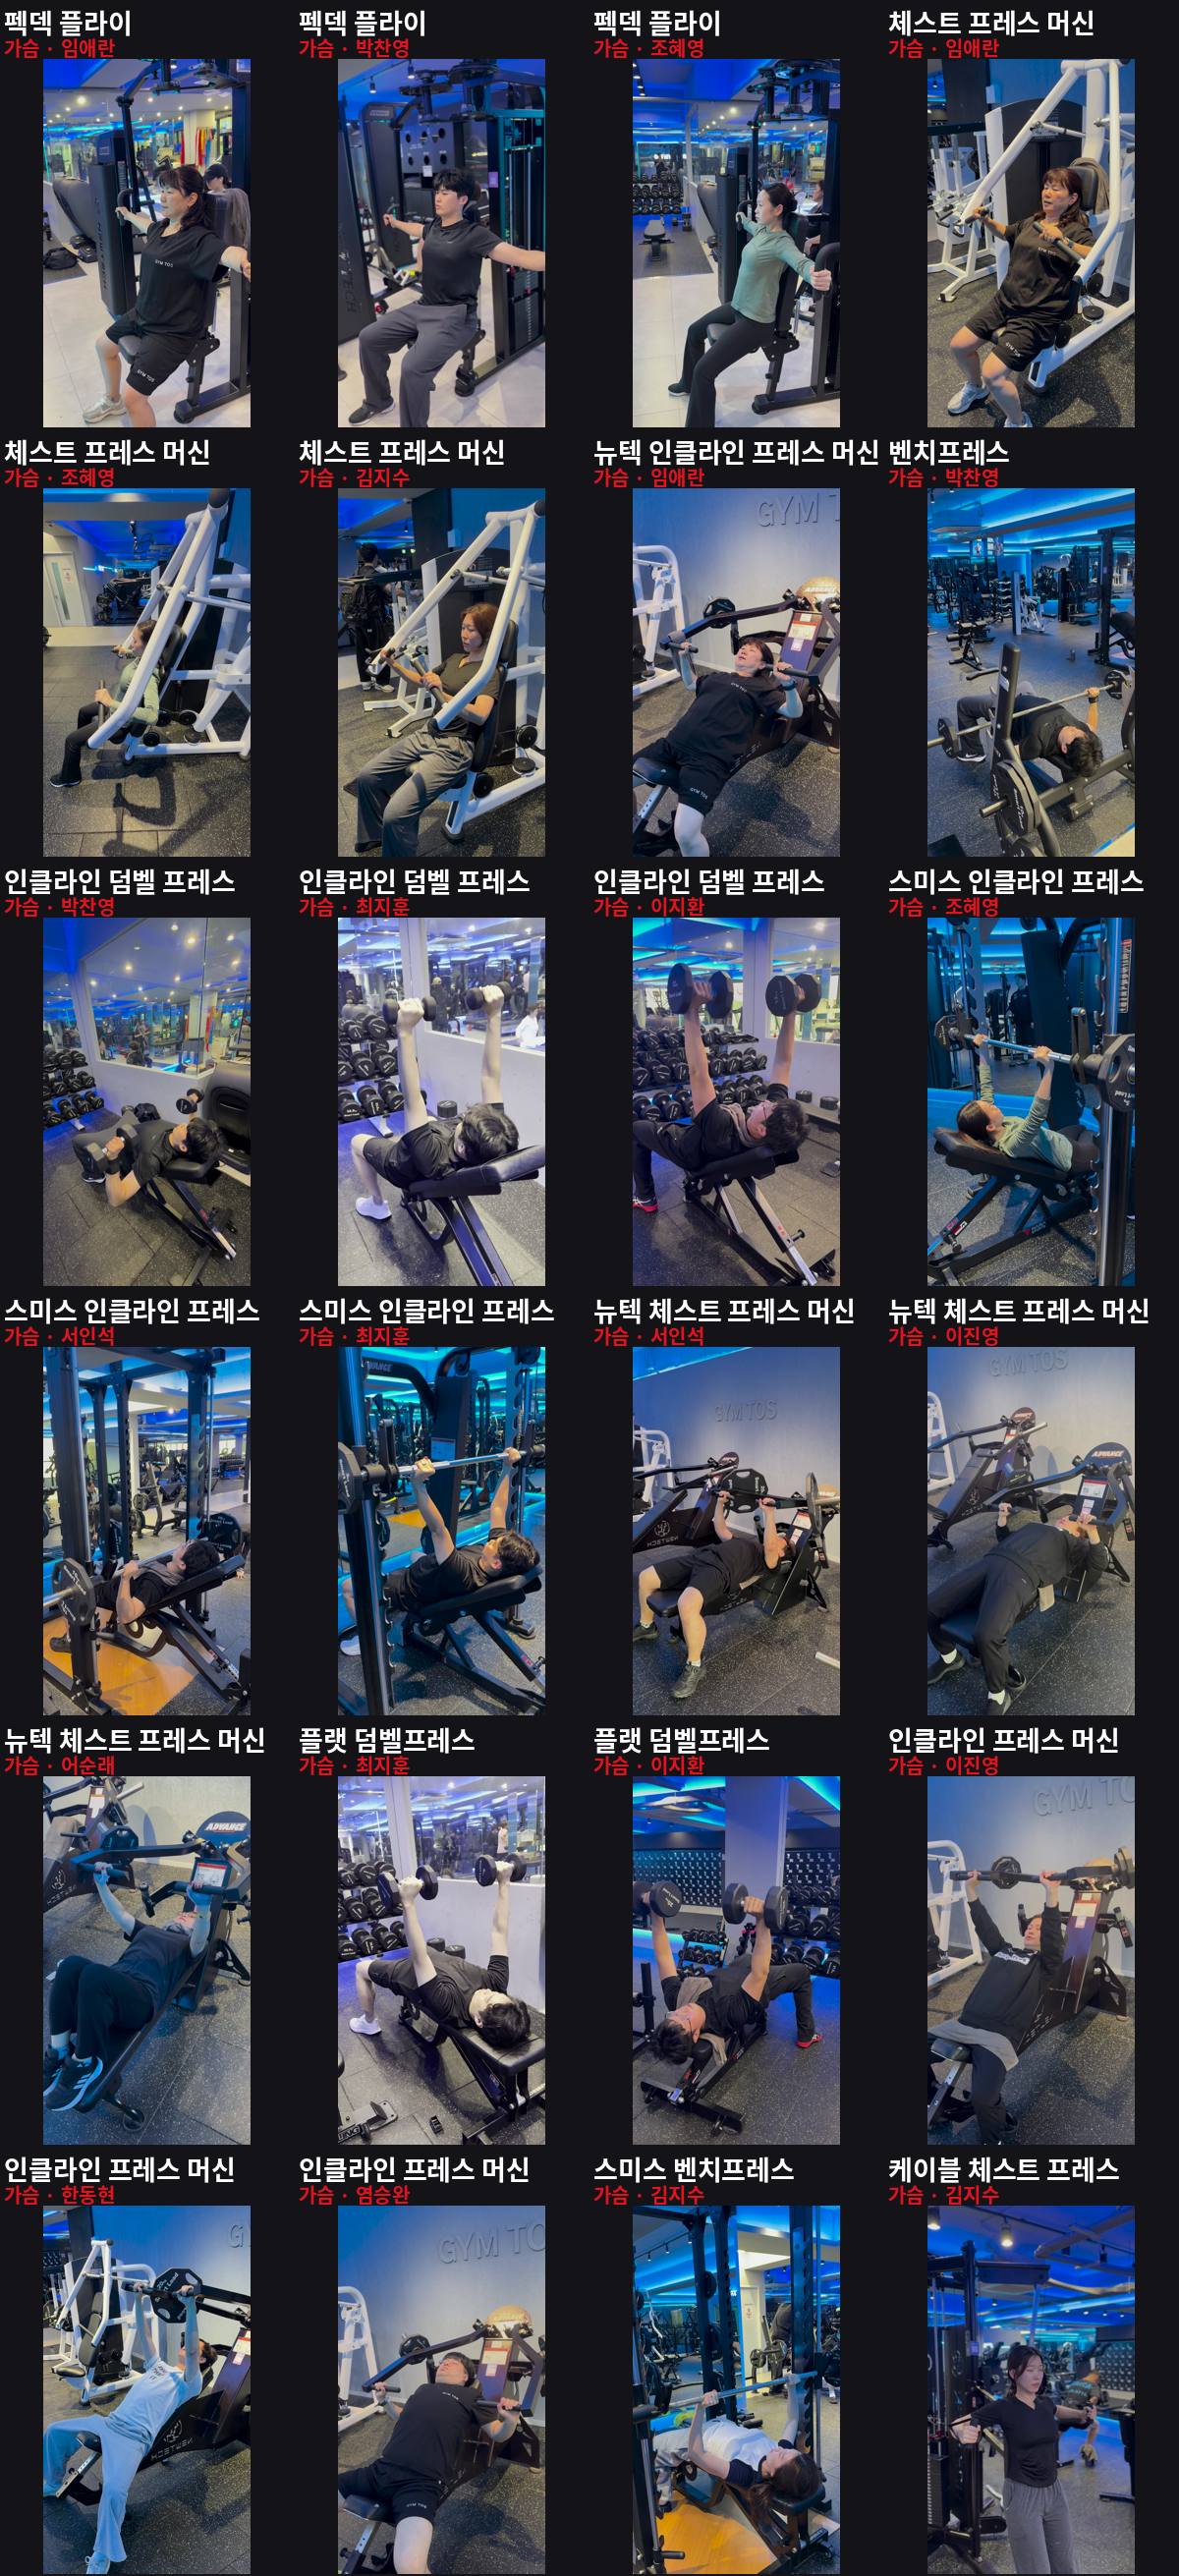 펙덱 플라이
가슴 · 임애란
펙덱 플라이
가슴 · 박찬영
펙덱 플라이
가슴 · 조혜영
체스트 프레스 머신
가슴 · 임애란
체스트 프레스 머신
가슴 · 조혜영
체스트 프레스 머신
가슴 · 김지수
뉴텍 인클라인 프레스 머신
가슴 · 임애란
GYM T
벤치프레스
가슴 · 박찬영
인클라인 덤벨 프레스
가슴 · 박찬영
인클라인 덤벨 프레스
가슴 · 최지훈
인클라인 덤벨 프레스
가슴 · 이지환
스미스 인클라인 프레스
가슴 · 조혜영
스미스 인클라인 프레스
가슴 · 서인석
스미스 인클라인 프레스
가슴 · 최지훈
뉴텍 체스트 프레스 머신
가슴 · 서인석
GYM TOS
뉴텍 체스트 프레스 머신
가슴 · 이진영
GYM TOS
ADVANCE
뉴텍 체스트 프레스 머신
가슴 · 어순래
ADVANCE
플랫 덤벨프레스
가슴 · 최지훈
플랫 덤벨프레스
가슴 · 이지환
인클라인 프레스 머신
가슴 · 이진영
GYM TO
인클라인 프레스 머신
가슴 · 한동현
인클라인 프레스 머신
가슴 · 염승완
GYM TO
스미스 벤치프레스
가슴 · 김지수
케이블 체스트 프레스
가슴 · 김지수